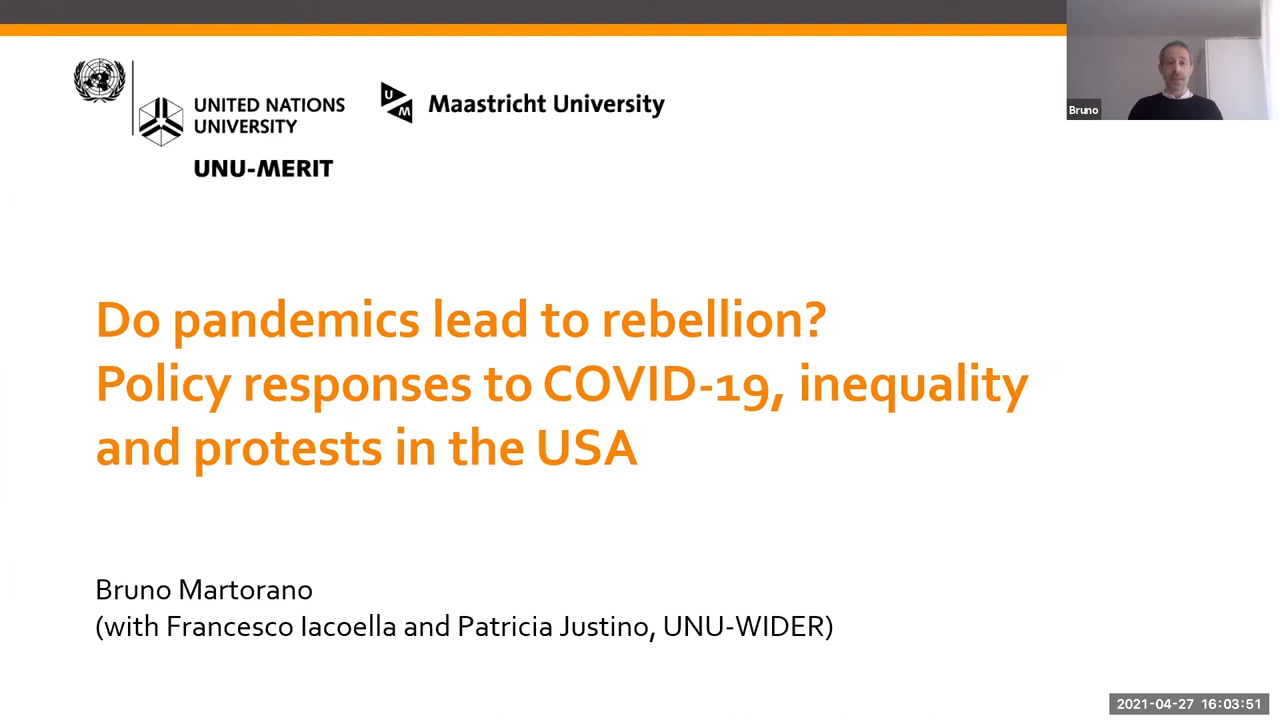 UNITED NATIONS
UNIVERSITY
UNU-MERIT
UM
Maastricht University
Bruno
Do pandemics lead to rebellion?
Policy responses to COVID-19, inequality
and protests in the USA
Bruno Martorano
(with Francesco Iacoella and Patricia Justino, UNU-WIDER)
2021-04-27 16:03:51